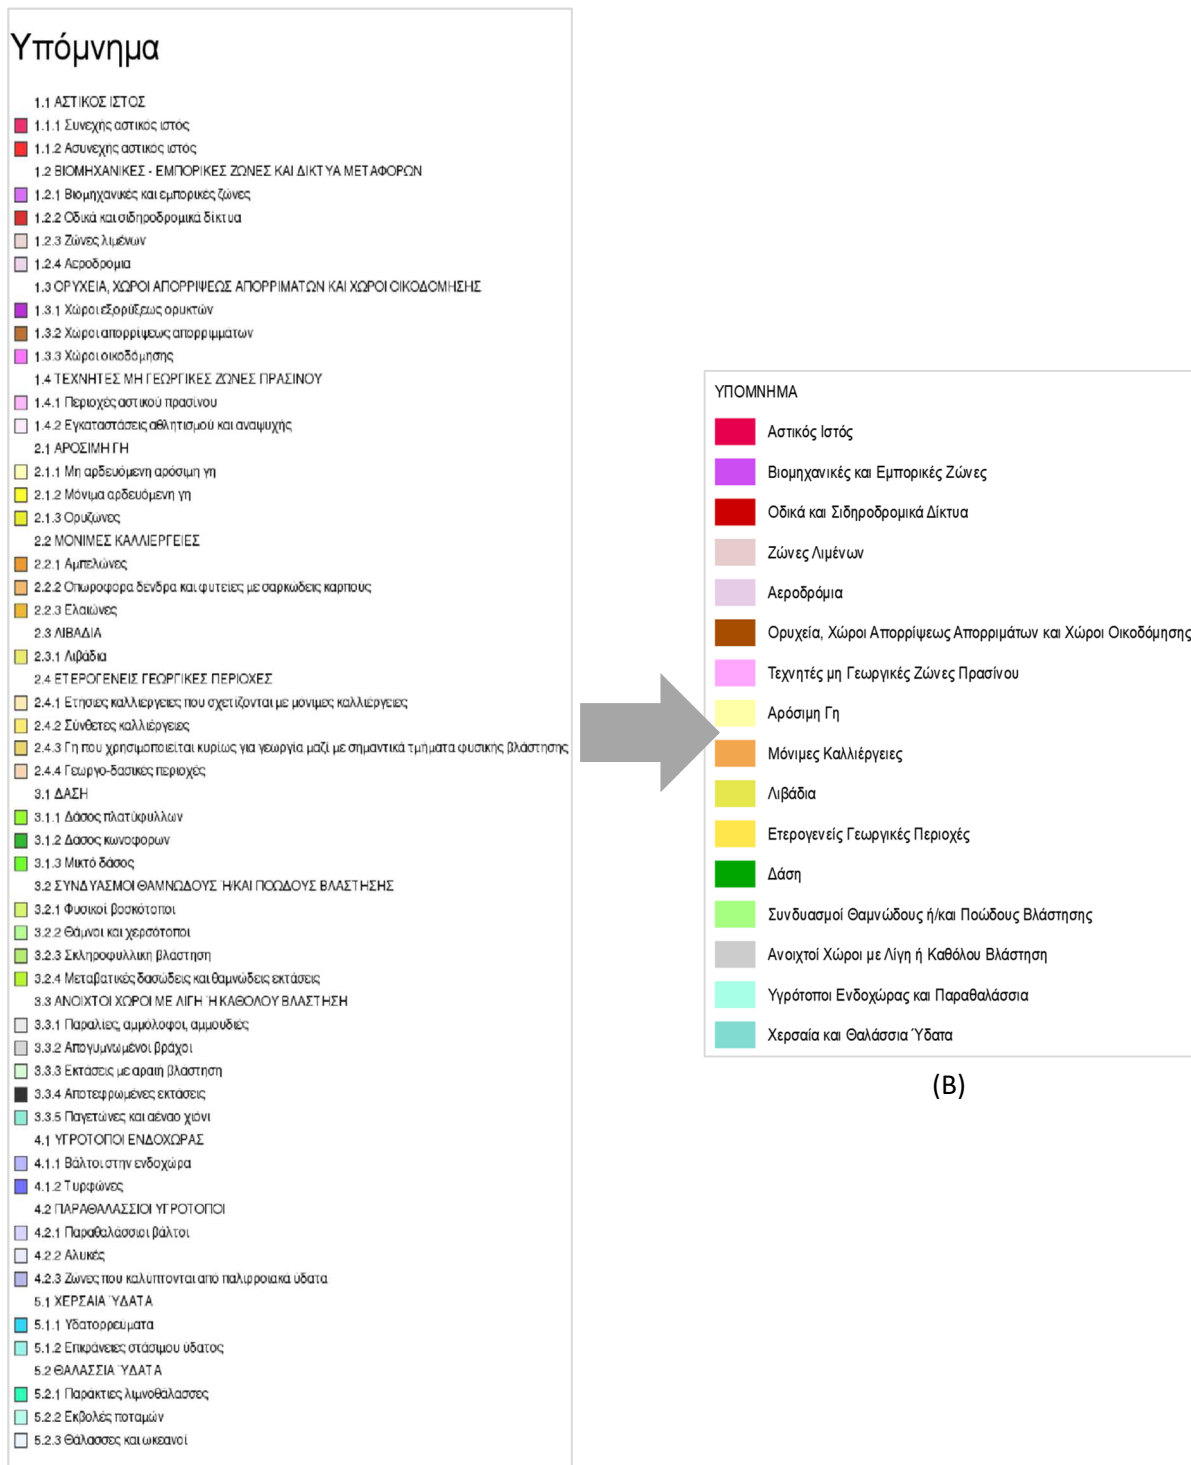 Υπόμνημα
1.1 ΑΣΤΙΚΟΣ ΙΣΤΟΣ
1.1.1 Συνεχής αστικός ιστός
1.1.2 Ασυνεχής αστικός ιστός
1.2 ΒΙΟΜΗΧΑΝΙΚΕΣ - ΕΜΠΟΡΙΚΕΣ ΖΩΝΕΣ ΚΑΙ ΔΙΚΤΥΑ ΜΕΤΑΦΟΡΩΝ
1.2.1 Βιομηχανικές και εμπορικές ζώνες
1.2.2 Οδικά και σιδηροδρομικά δίκτυα
1.2.3 Ζώνες λιμένων
1.2.4 Αεροδρόμια
1.3 ΟΡΥΧΕΙΑ, ΧΩΡΟΙ ΑΠΟΡΡΙΨΕΩΣ ΑΠΟΡΡΙΜΑΤΩΝ ΚΑΙ ΧΩΡΟΙ ΟΙΚΟΔΟΜΗΣΗΣ
1.3.1 Χώροι εξορύξεως ορυκτών
1.3.2 Χώροι απορρίψεως απορριμμάτων
1.3.3 Χώροι οικοδόμησης
1.4 ΤΕΧΝΗΤΕΣ ΜΗ ΓΕΩΡΓΙΚΕΣ ΖΩΝΕΣ ΠΡΑΣΙΝΟΥ
1.4.1 Περιοχές αστικού πρασίνου
1.4.2 Εγκαταστάσεις αθλητισμού και αναψυχής
2.1 ΑΡΟΣΙΜΗ ΓΗ
2.1.1 Μη αρδευόμενη αρόσιμη γη
2.1.2 Μόνιμα αρδευόμενη γη
2.1.3 Ορυζώνες
2.2 ΜΟΝΙΜΕΣ ΚΑΛΛΙΕΡΓΕΙΕΣ
2.2.1 Αμπελώνες
2.2.2 Οπωροφόρα δένδρα και φυτείες με σαρκώδεις καρπούς
2.2.3 Ελαιώνες
2.3 ΛΙΒΑΔΙΑ
2.3.1 Λιβάδια
2.4 ΕΤΕΡΟΓΕΝΕΙΣ ΓΕΩΡΓΙΚΕΣ ΠΕΡΙΟΧΕΣ
2.4.1 Ετήσιες καλλιέργειες που σχετίζονται με μόνιμες καλλιέργειες
2.4.2 Σύνθετες καλλιέργειες
2.4.3 Γη που χρησιμοποιείται κυρίως για γεωργία μαζί με σημαντικά τμήματα φυσικής βλάστησης
2.4.4 Γεωργο-δασικές περιοχές
3.1 ΔΑΣΗ
3.1.1 Δάσος πλατύφυλλων
3.1.2 Δάσος κωνοφόρων
3.1.3 Μικτό δάσος
3.2 ΣΥΝΔΥΑΣΜΟΙ ΘΑΜΝΩΔΟΥΣ Ή/ΚΑΙ ΠΟΩΔΟΥΣ ΒΛΑΣΤΗΣΗΣ
3.2.1 Φυσικοί βοσκότοποι
3.2.2 Θάμνοι και χερσότοποι
3.2.3 Σκληροφυλλική βλάστηση
3.2.4 Μεταβατικές δασώδεις και θαμνώδεις εκτάσεις
3.3 ΑΝΟΙΧΤΟΙ ΧΩΡΟΙ ΜΕ ΛΙΓΗ Ή ΚΑΘΟΛΟΥ ΒΛΑΣΤΗΣΗ
3.3.1 Παραλίες, αμμόλοφοι, αμμουδιές
3.3.2 Απογυμνωμένοι βράχοι
3.3.3 Εκτάσεις με αραιή βλάστηση
3.3.4 Αποτεφρωμένες εκτάσεις
3.3.5 Παγετώνες και αέναο χιόνι
4.1 ΥΓΡΟΤΟΠΟΙ ΕΝΔΟΧΩΡΑΣ
4.1.1 Βάλτοι στην ενδοχώρα
4.1.2 Τυρφώνες
4.2 ΠΑΡΑΘΑΛΑΣΣΙΟΙ ΥΓΡΟΤΟΠΟΙ
4.2.1 Παραθαλάσσιοι βάλτοι
4.2.2 Αλυκές
4.2.3 Ζώνες που καλύπτονται από παλιρροιακά ύδατα
5.1 ΧΕΡΣΑΙΑ ΎΔΑΤΑ
5.1.1 Υδατορρεύματα
5.1.2 Επιφάνειες στάσιμου ύδατος
5.2 ΘΑΛΑΣΣΙΑ ΎΔΑΤΑ
5.2.1 Παράκτιες λιμνοθάλασσες
5.2.2 Εκβολές ποταμών
5.2.3 Θάλασσες και ωκεανοί
ΥΠΟΜΝΗΜΑ
Αστικός Ιστός
Βιομηχανικές και Εμπορικές Ζώνες
Οδικά και Σιδηροδρομικά Δίκτυα
Ζώνες Λιμένων
Αεροδρόμια
Ορυχεία, Χώροι Απορρίψεως Απορριμάτων και Χώροι Οικοδόμησης
Τεχνητές μη Γεωργικές Ζώνες Πρασίνου
Αρόσιμη Γη
Μόνιμες Καλλιέργειες
Λιβάδια
Ετερογενείς Γεωργικές Περιοχές
Δάση
Συνδυασμοί Θαμνώδους ή/και Ποώδους Βλάστησης
Ανοιχτοί Χώροι με Λίγη ή Καθόλου Βλάστηση
Υγρότοποι Ενδοχώρας και Παραθαλάσσια
Χερσαία και Θαλάσσια Ύδατα
(B)